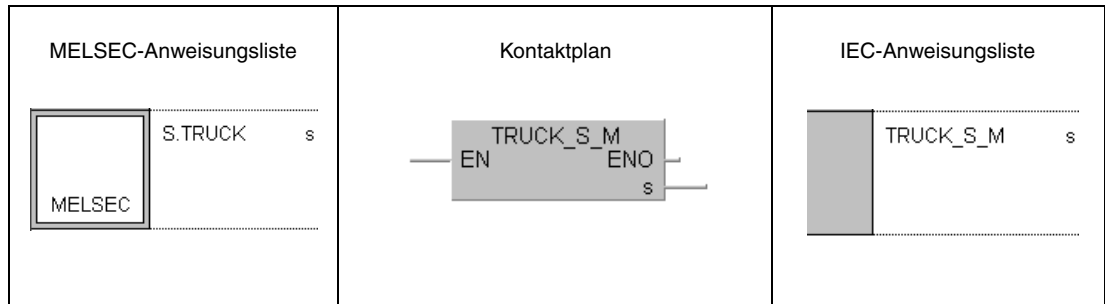 MELSEC-Anweisungsliste
S.TRUCK s
MELSEC
Kontaktplan
TRUCK_S_M
EN ENO
s
IEC-Anweisungsliste
TRUCK_S_M s